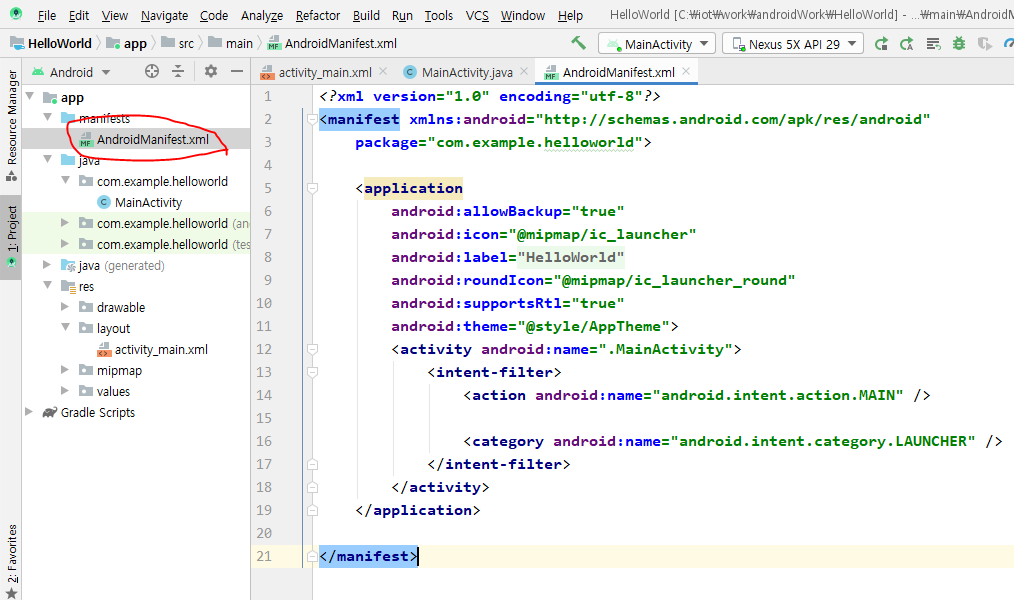 File Edit View Navigate Code Analyze Refactor Build Run Tools VCS Window Help HelloWorld [C:₩iot₩work₩androidWork₩HelloWorld] - ...₩main₩AndroidM
HelloWorld app src main AndroidManifest.xml MainActivity Nexus 5X API 29
Android activity_main.xml MainActivity.java AndroidManifest.xml
Resource Manager
1: Project
2: Favorites
app
manifests
AndroidManifest.xml
java
com.example.helloworld
MainActivity
com.example.helloworld (an
com.example.helloworld (tes
java (generated)
res
drawable
layout
activity_main.xml
mipmap
values
Gradle Scripts
1 <?xml version="1.0" encoding="utf-8"?>
2 <manifest xmlns:android="http://schemas.android.com/apk/res/android"
3 package="com.example.helloworld">
4
5 <application
6 android:allowBackup="true"
7 android:icon="@mipmap/ic_launcher"
8 android:label="HelloWorld"
9 android:roundIcon="@mipmap/ic_launcher_round"
10 android:supportsRtl="true"
11 android:theme="@style/AppTheme">
12 <activity android:name=".MainActivity">
13 <intent-filter>
14 <action android:name="android.intent.action.MAIN" />
15
16 <category android:name="android.intent.category.LAUNCHER" />
17 </intent-filter>
18 </activity>
19 </application>
20
21 </manifest>